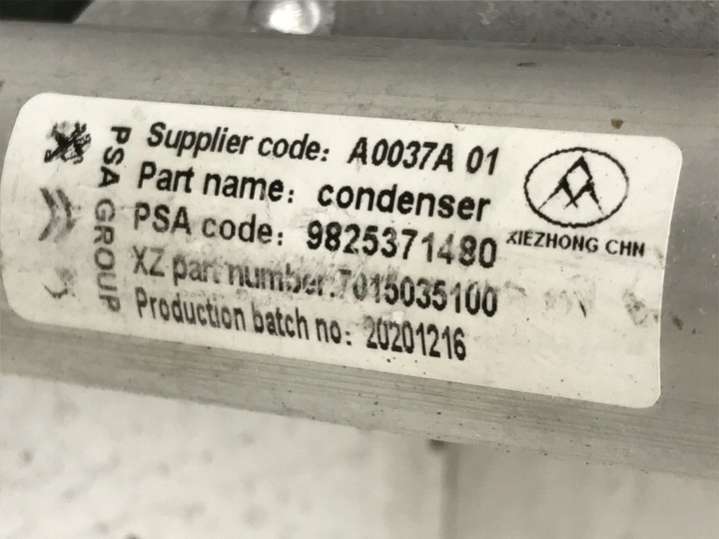 PSA GROUP
Supplier code: A0037A 01
Part name: condenser
PSA code: 9825371480
XZ part number:7015035100
Production batch no: 20201216
XIEZHONG CHN